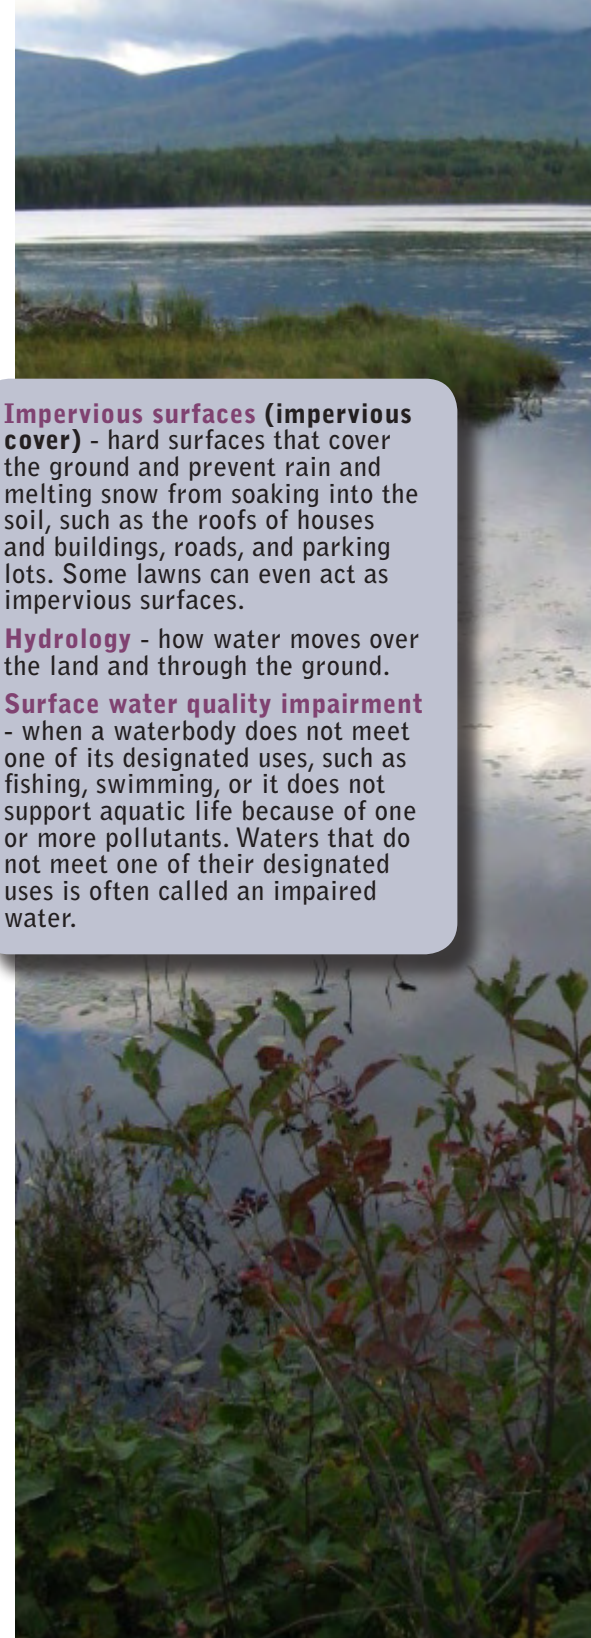 Impervious surfaces (impervious
cover) - hard surfaces that cover
the ground and prevent rain and
melting snow from soaking into the
soil, such as the roofs of houses
and buildings, roads, and parking
lots. Some lawns can even act as
impervious surfaces.
Hydrology - how water moves over
the land and through the ground.
Surface water quality impairment
- when a waterbody does not meet
one of its designated uses, such as
fishing, swimming, or it does not
support aquatic life because of one
or more pollutants. Waters that do
not meet one of their designated
uses is often called an impaired
water.